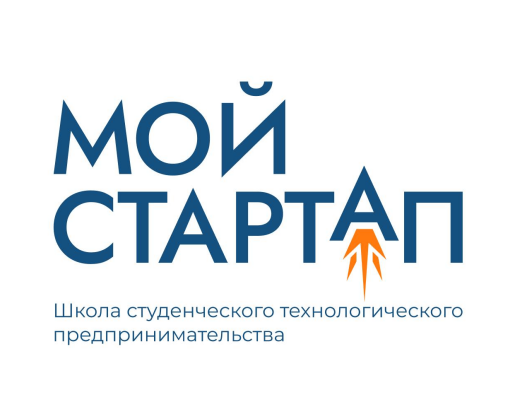 МОЙ
СТАРТАП
Школа студенческого технологического
предпринимательства